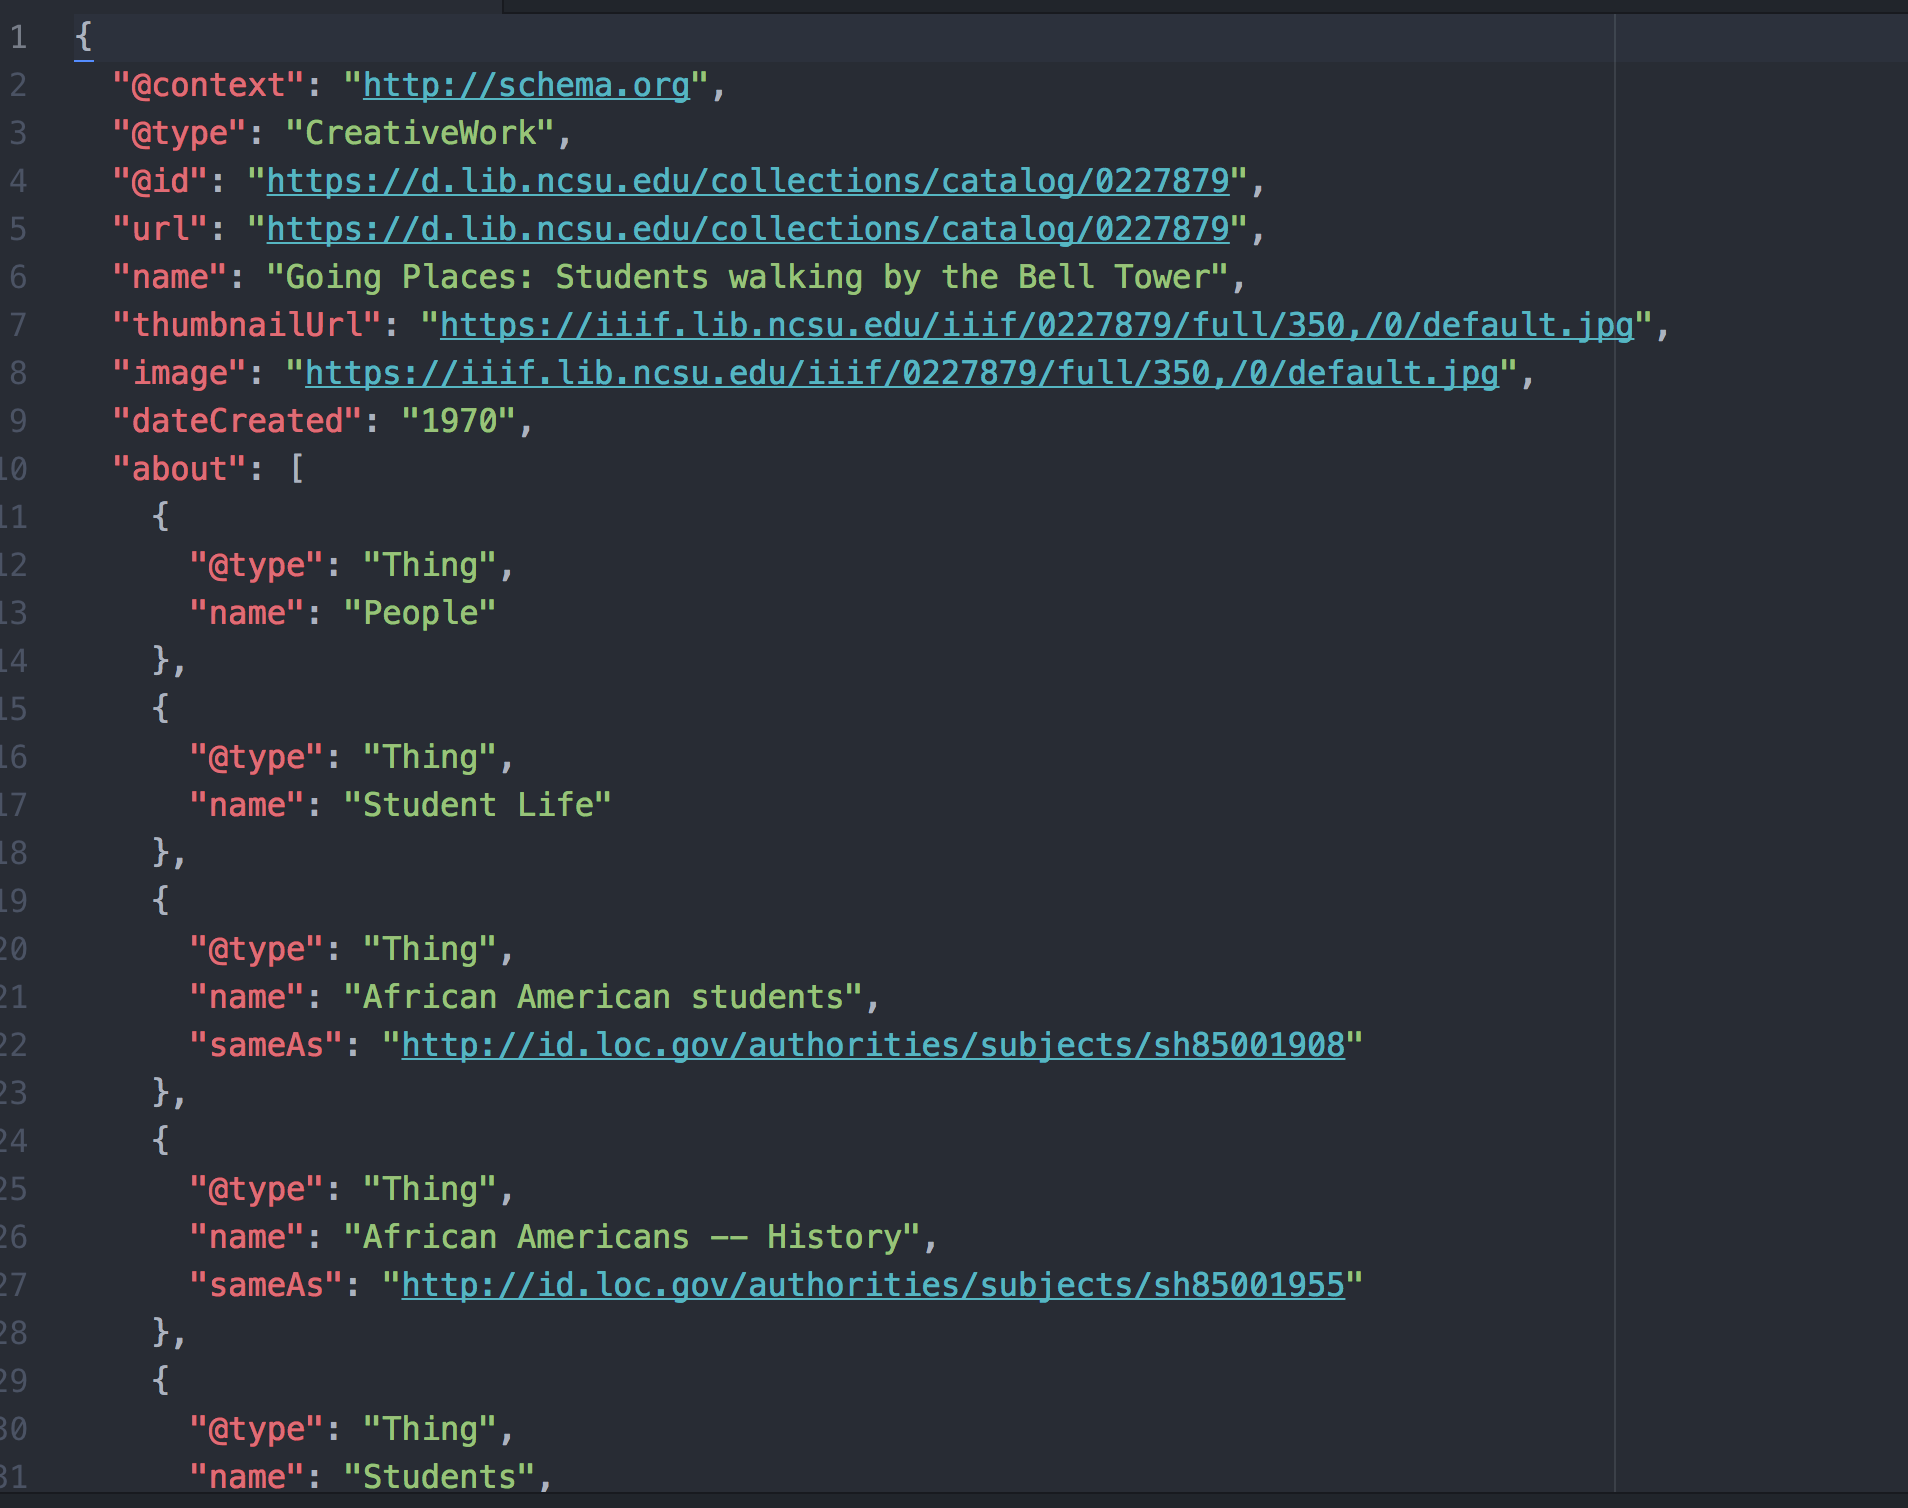 1 {
2 "@context": "http://schema.org",
3 "@type": "CreativeWork",
4 "@id": "https://d.lib.ncsu.edu/collections/catalog/0227879",
5 "url": "https://d.lib.ncsu.edu/collections/catalog/0227879",
6 "name": "Going Places: Students walking by the Bell Tower",
7 "thumbnailUrl": "https://iiif.lib.ncsu.edu/iiif/0227879/full/350,/0/default.jpg",
8 "image": "https://iiif.lib.ncsu.edu/iiif/0227879/full/350,/0/default.jpg",
9 "dateCreated": "1970",
10 "about": [
11 {
12 "@type": "Thing",
13 "name": "People"
14 },
15 {
16 "@type": "Thing",
17 "name": "Student Life"
18 },
19 {
20 "@type": "Thing",
21 "name": "African American students",
22 "sameAs": "http://id.loc.gov/authorities/subjects/sh85001908"
23 },
24 {
25 "@type": "Thing",
26 "name": "African Americans -- History",
27 "sameAs": "http://id.loc.gov/authorities/subjects/sh85001955"
28 },
29 {
30 "@type": "Thing",
31 "name": "Students",